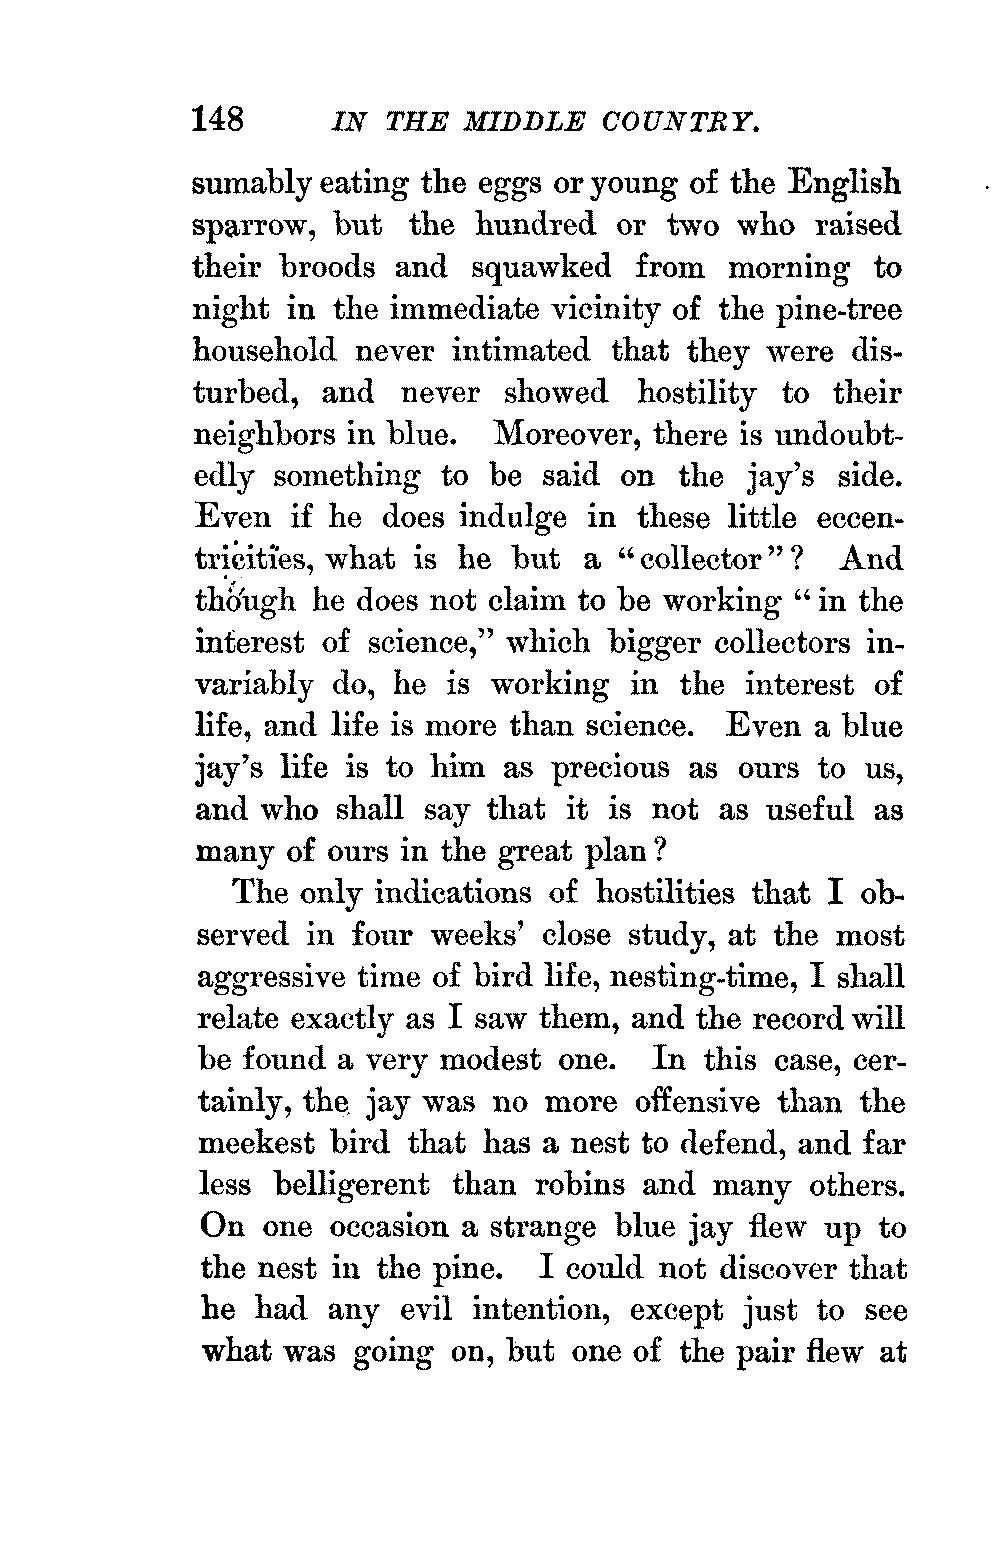 148 IN THE MIDDLE COUNTRY.
sumably eating the eggs or young of the English
sparrow, but the hundred or two who raised
their broods and squawked from morning to
night in the immediate vicinity of the pine-tree
household never intimated that they were dis-
turbed, and never showed hostility to their
neighbors in blue. Moreover, there is undoubt-
edly something to be said on the jay's side.
Even if he does indulge in these little eccen-
tricities, what is he but a "collector"? And
though he does not claim to be working "in the
interest of science," which bigger collectors in-
variably do, he is working in the interest of
life, and life is more than science. Even a blue
jay's life is to him as precious as ours to us,
and who shall say that it is not as useful as
many of ours in the great plan?
The only indications of hostilities that I ob-
served in four weeks' close study, at the most
aggressive time of bird life, nesting-time, I shall
relate exactly as I saw them, and the record will
be found a very modest one. In this case, cer-
tainly, the jay was no more offensive than the
meekest bird that has a nest to defend, and far
less belligerent than robins and many others.
On one occasion a strange blue jay flew up to
the nest in the pine. I could not discover that
he had any evil intention, except just to see
what was going on, but one of the pair flew at